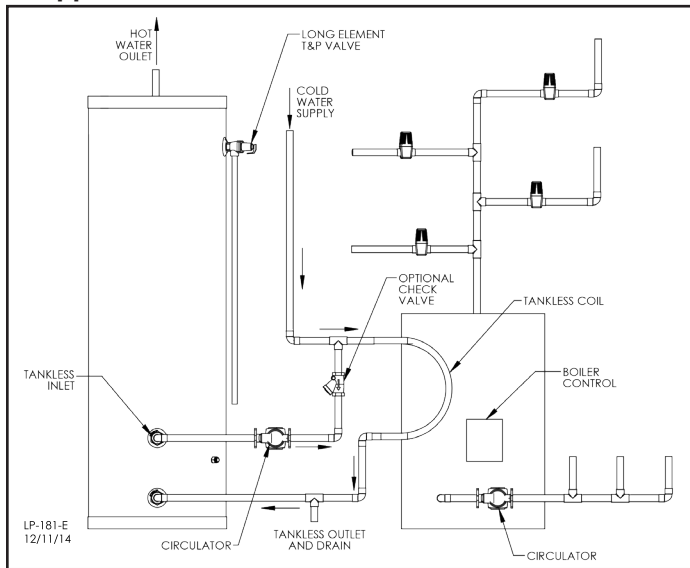 HOT
WATER
OULET
LONG ELEMENT
T&P VALVE
COLD
WATER
SUPPLY
OPTIONAL
CHECK
VALVE
TANKLESS COIL
TANKLESS
INLET
BOILER
CONTROL
LP-181-E
12/11/14
CIRCULATOR
TANKLESS OUTLET
AND DRAIN
CIRCULATOR